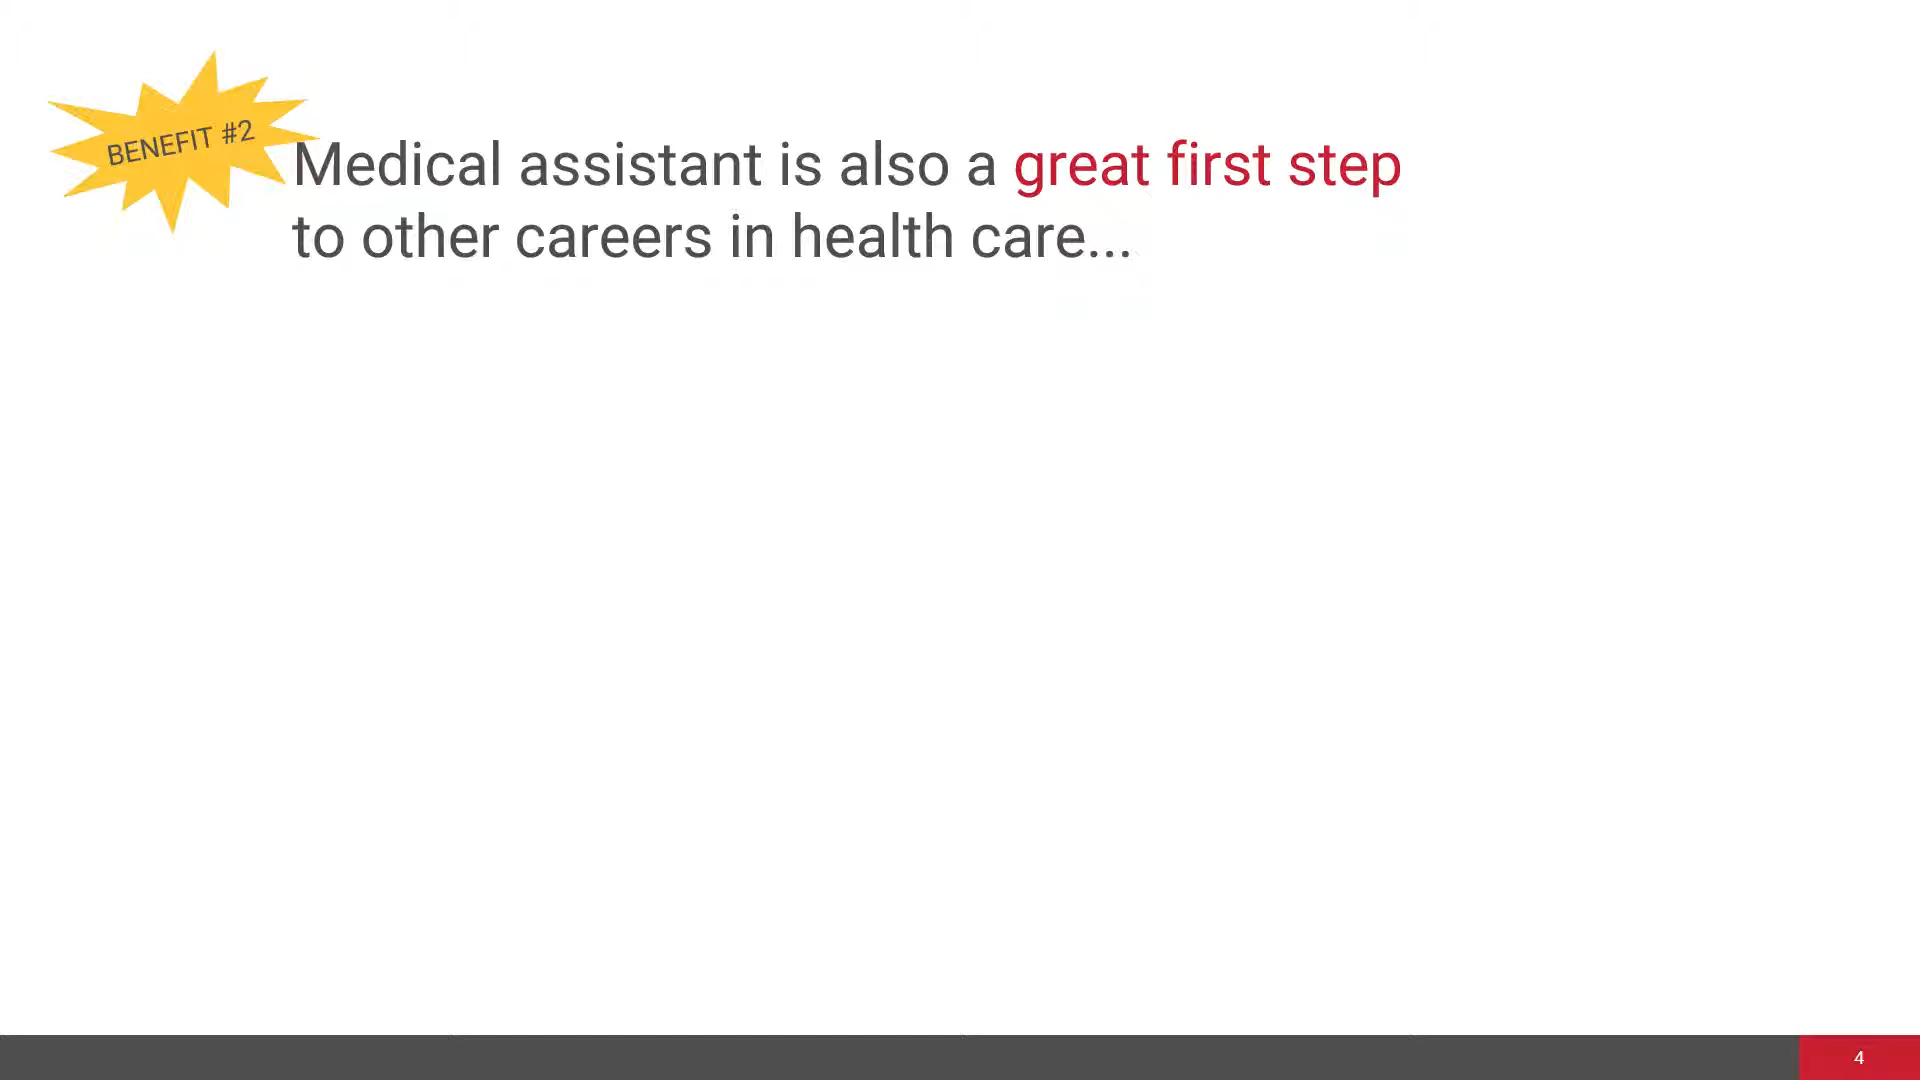 BENEFIT #2
Medical assistant is also a great first step
to other careers in health care...
4